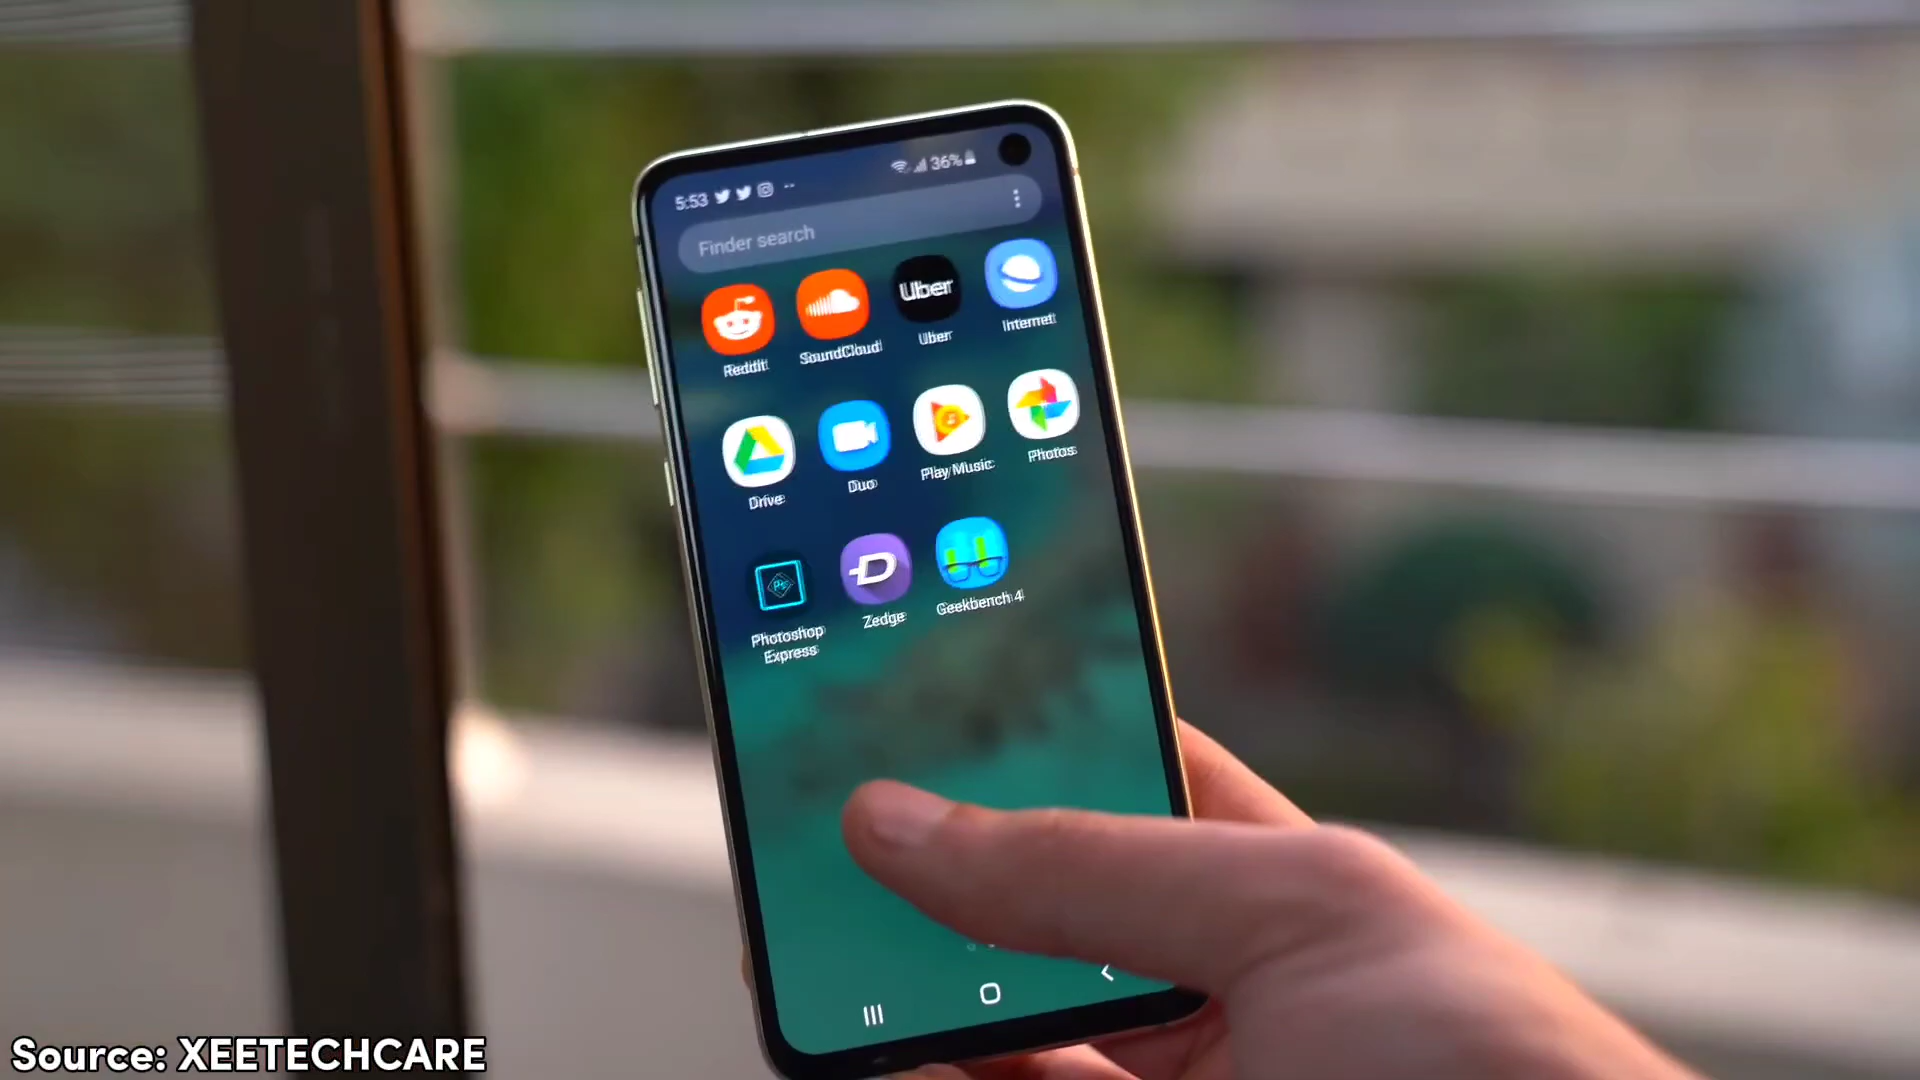 5:53
36%
Finder search
Uber
Reddit
SoundCloud
Uber
Internet
Drive
Duo
Play Music
Photos
Photoshop
Express
Zedge
Geekbench 4
Source: XEETECHCARE